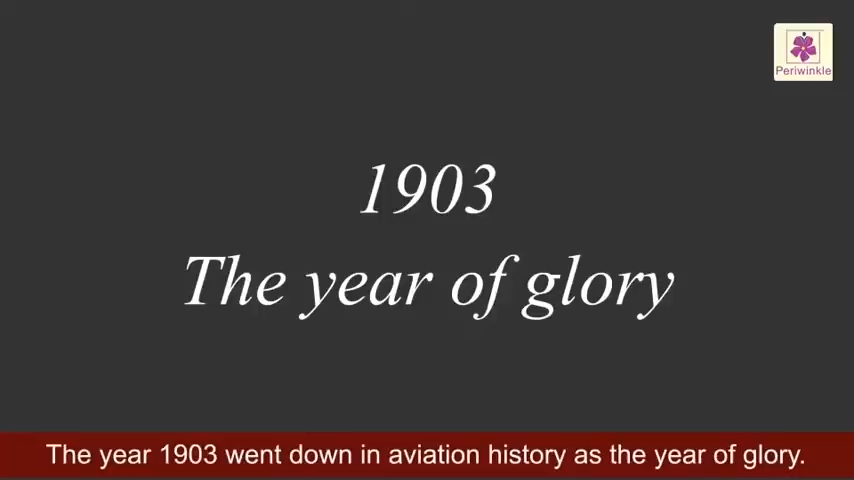 Periwinkle
1903
The year of glory
The year 1903 went down in aviation history as the year of glory.